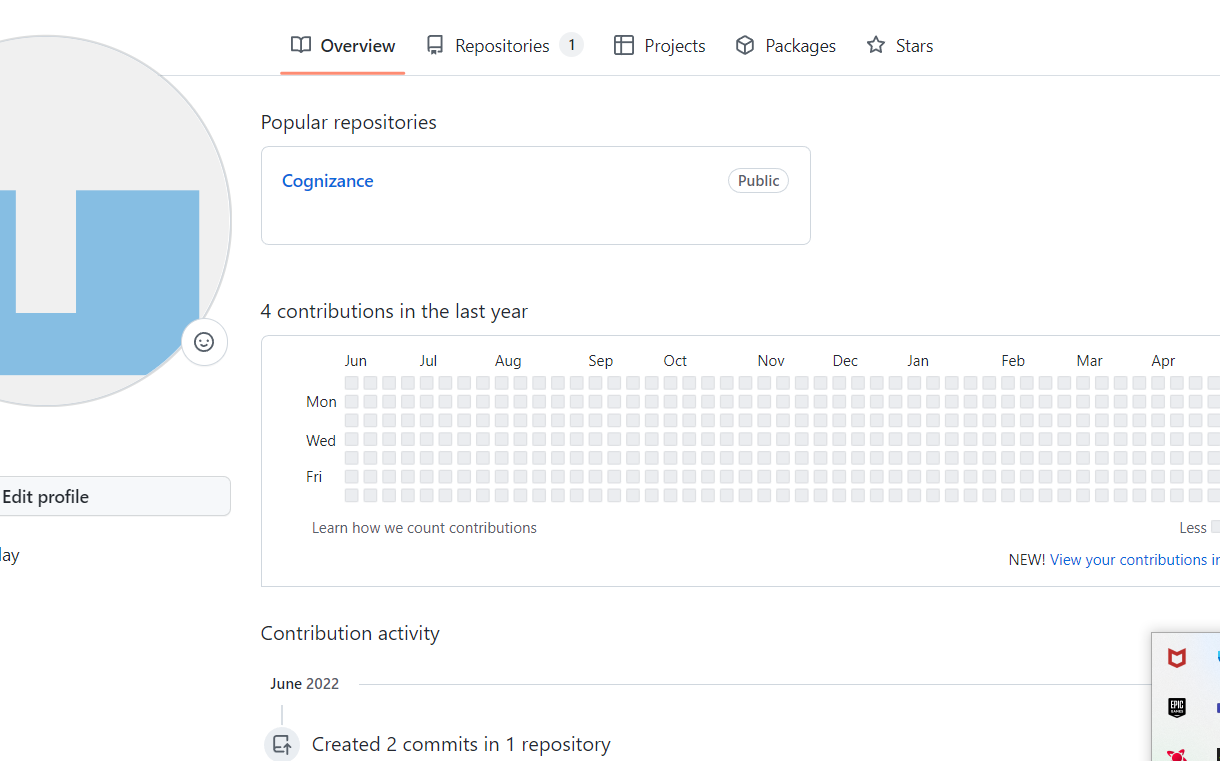 Overview Repositories 1 Projects Packages Stars
Popular repositories
Cognizance Public
4 contributions in the last year
Jun Jul Aug Sep Oct Nov Dec Jan Feb Mar Apr
Mon
Wed
Fri
Learn how we count contributions Less
NEW! View your contributions in
Edit profile
lay
Contribution activity
June 2022
EPIC GAMES
Created 2 commits in 1 repository